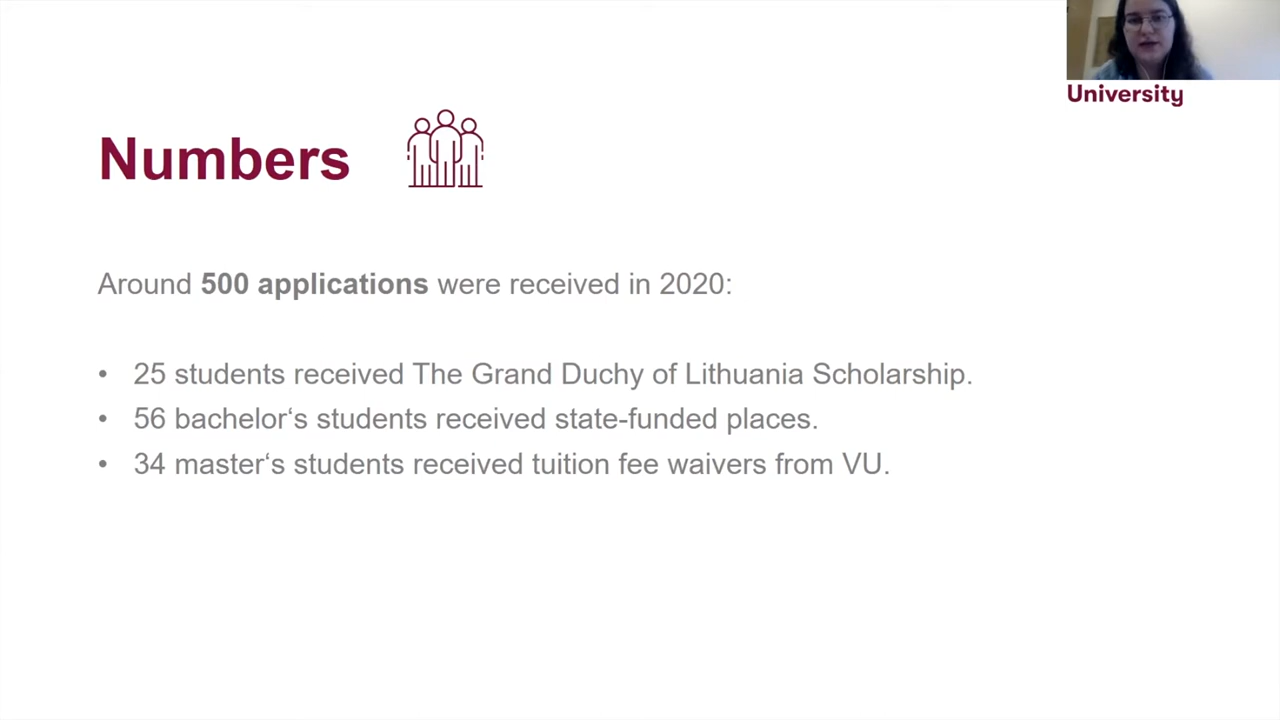 University
Numbers
Around 500 applications were received in 2020:
• 25 students received The Grand Duchy of Lithuania Scholarship.
• 56 bachelor‘s students received state-funded places.
• 34 master‘s students received tuition fee waivers from VU.